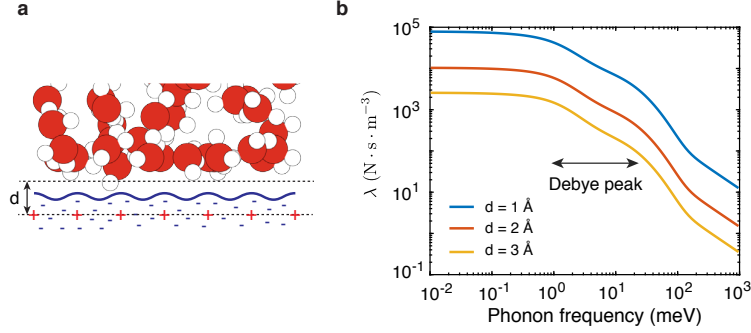 a
d
b
10^5
10^3
10^1
10^-1
λ (N · s · m^-3)
Debye peak
d = 1 Å
d = 2 Å
d = 3 Å
10^-2
10^-1
10^0
10^1
10^2
10^3
Phonon frequency (meV)